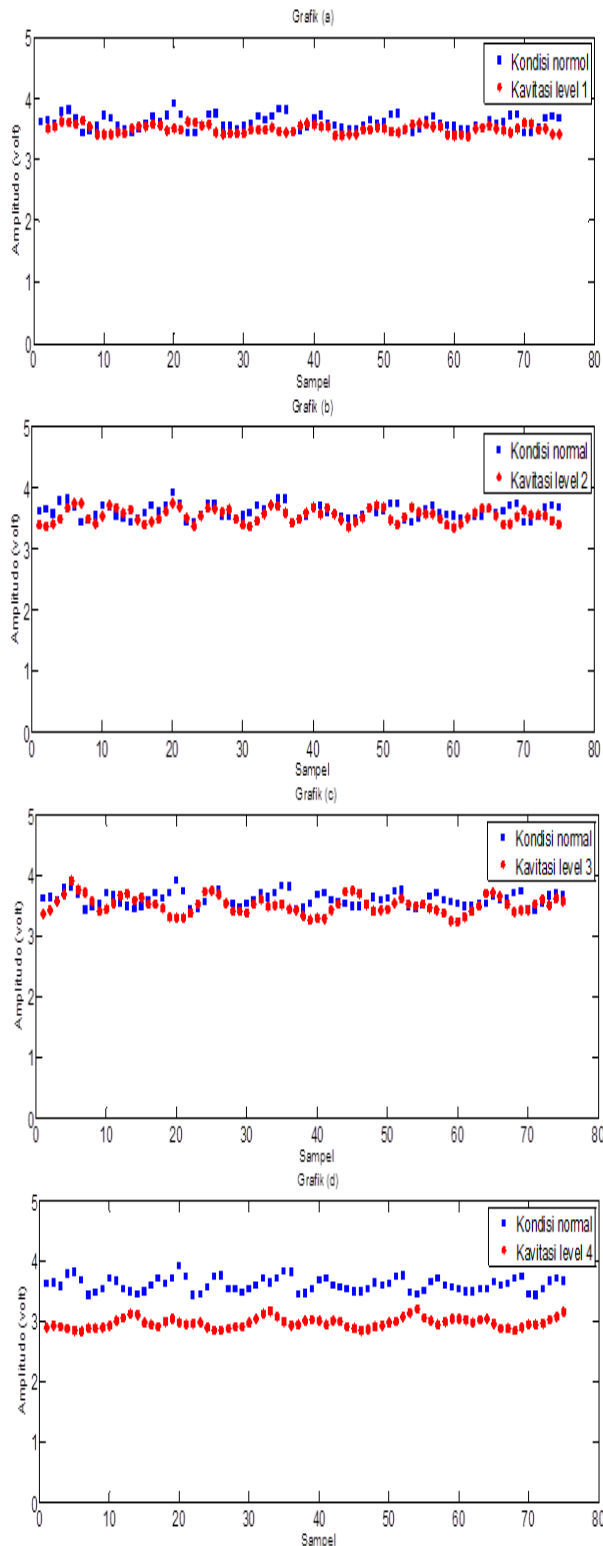 Grafik (a)
Kondisi normol
Kavitasi level 1
Amplitudo (volt)
5
4
3
2
1
0
0 10 20 30 40 50 60 70 80
Sampel
Grafik (b)
Kondisi normal
Kavitasi level 2
Amplitudo (volt)
5
4
3
2
1
0
0 10 20 30 40 50 60 70 80
Sampel
Grafik (c)
Kondisi normal
Kavitasi level 3
Amplitudo (volt)
5
4
3
2
1
0
0 10 20 30 40 50 60 70 80
Sampel
Grafik (d)
Kondisi normal
Kavitasi level 4
Amplitudo (volt)
5
4
3
2
1
0
0 10 20 30 40 50 60 70 80
Sampel